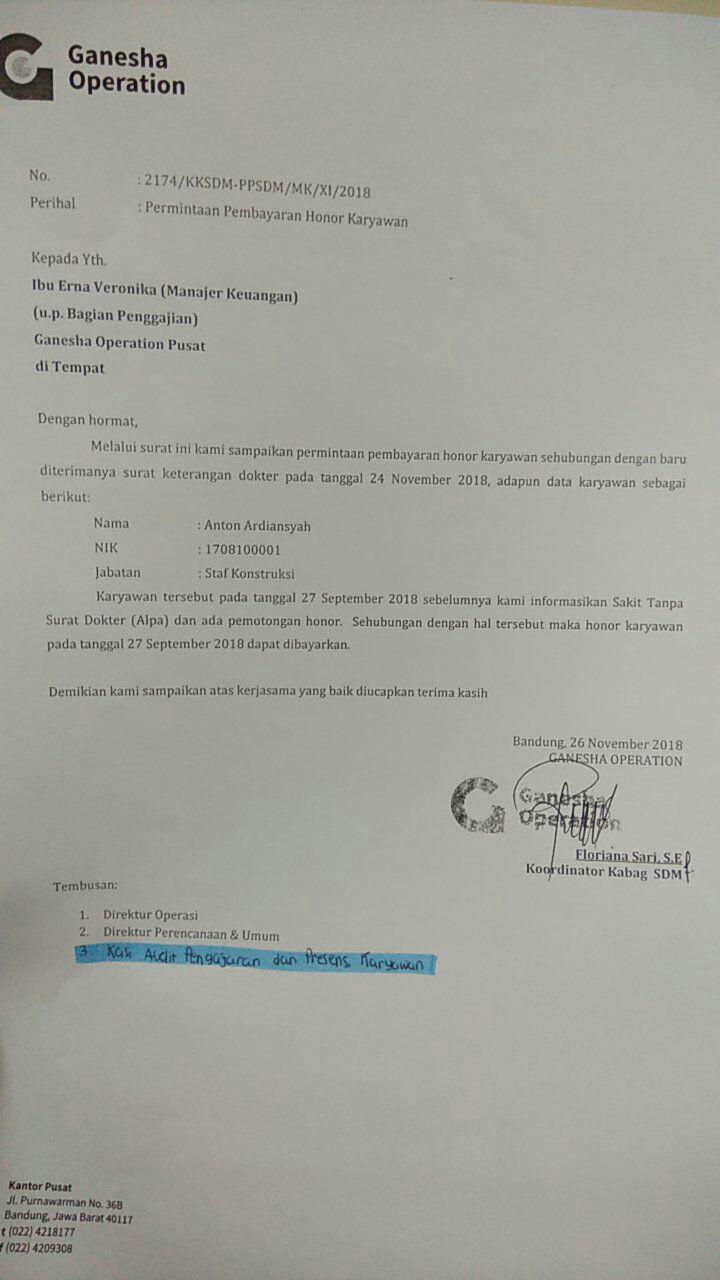 Ganesha
Operation
No. : 2174/KKSDM-PPSDM/MK/XI/2018
Perihal : Permintaan Pembayaran Honor Karyawan
Kepada Yth.
Ibu Erna Veronika (Manajer Keuangan)
(u.p. Bagian Penggajian)
Ganesha Operation Pusat
di Tempat
Dengan hormat,
Melalui surat ini kami sampaikan permintaan pembayaran honor karyawan sehubungan dengan baru
diterimanya surat keterangan dokter pada tanggal 24 November 2018, adapun data karyawan sebagai
berikut:
Nama : Anton Ardiansyah
NIK : 1708100001
Jabatan : Staf Konstruksi
Karyawan tersebut pada tanggal 27 September 2018 sebelumnya kami informasikan Sakit Tanpa
Surat Dokter (Alpa) dan ada pemotongan honor. Sehubungan dengan hal tersebut maka honor karyawan
pada tanggal 27 September 2018 dapat dibayarkan.
Demikian kami sampaikan atas kerjasama yang baik diucapkan terima kasih
Bandung, 26 November 2018
GANESHA OPERATION
Ganesha
Operation
Floriana Sari, S.E
Koordinator Kabag SDM
Tembusan:
1. Direktur Operasi
2. Direktur Perencanaan & Umum
3. Kasi Audit Pengajaran dan Presensi Karyawan
Kantor Pusat
Jl. Purnawarman No. 36B
Bandung, Jawa Barat 40117
t (022) 4218177
f (022) 4209308